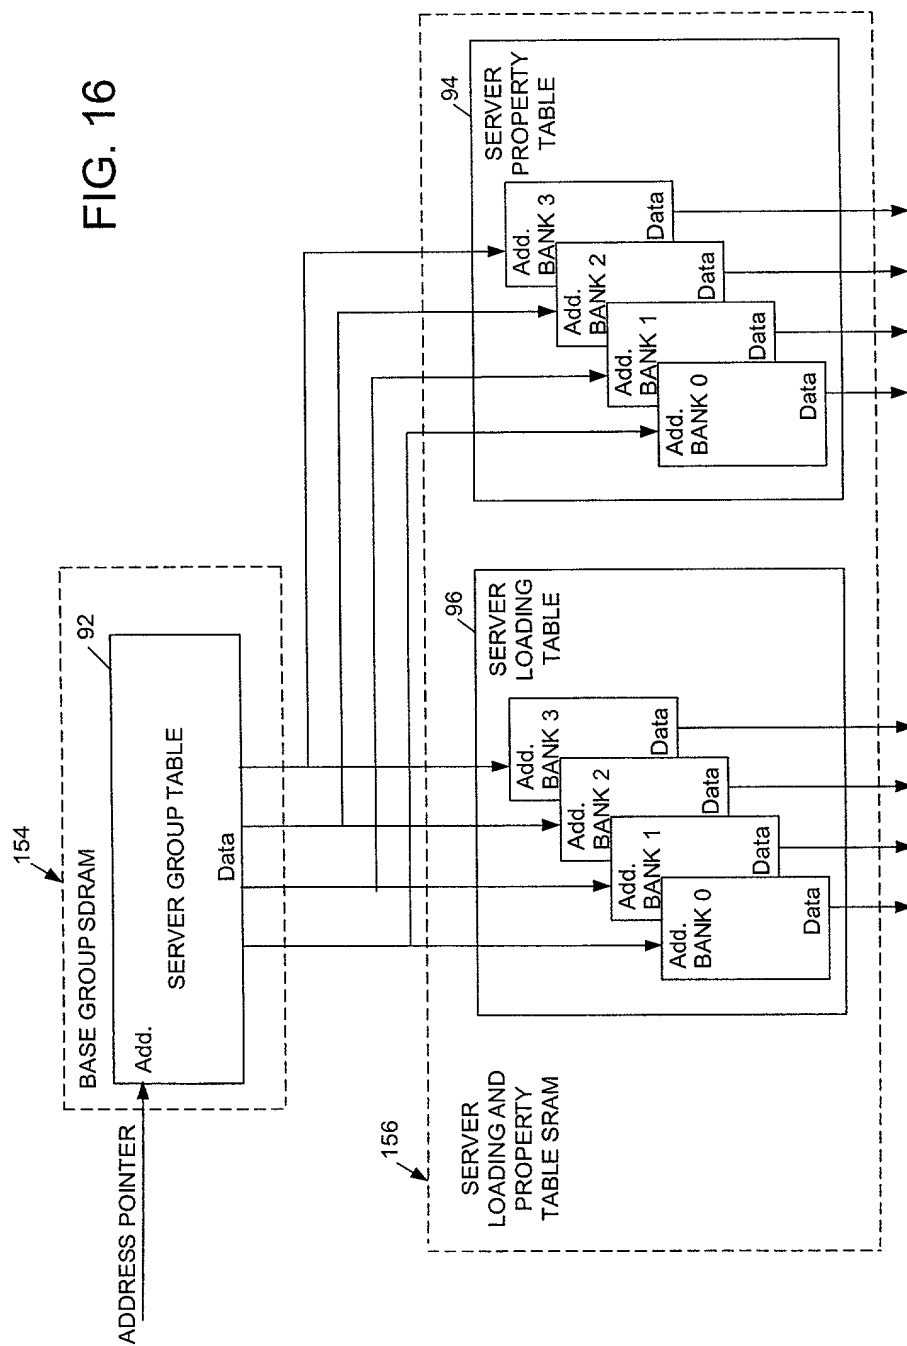 FIG. 16
154
BASE GROUP SDRAM
92
ADDRESS POINTER
Add.
SERVER GROUP TABLE
Data
156
SERVER
LOADING AND
PROPERTY
TABLE SRAM
96
SERVER
LOADING
TABLE
Add.
BANK 3
Data
Add.
BANK 2
Data
Add.
BANK 1
Data
Add.
BANK 0
Data
94
SERVER
PROPERTY
TABLE
Add.
BANK 3
Data
Add.
BANK 2
Data
Add.
BANK 1
Data
Add.
BANK 0
Data